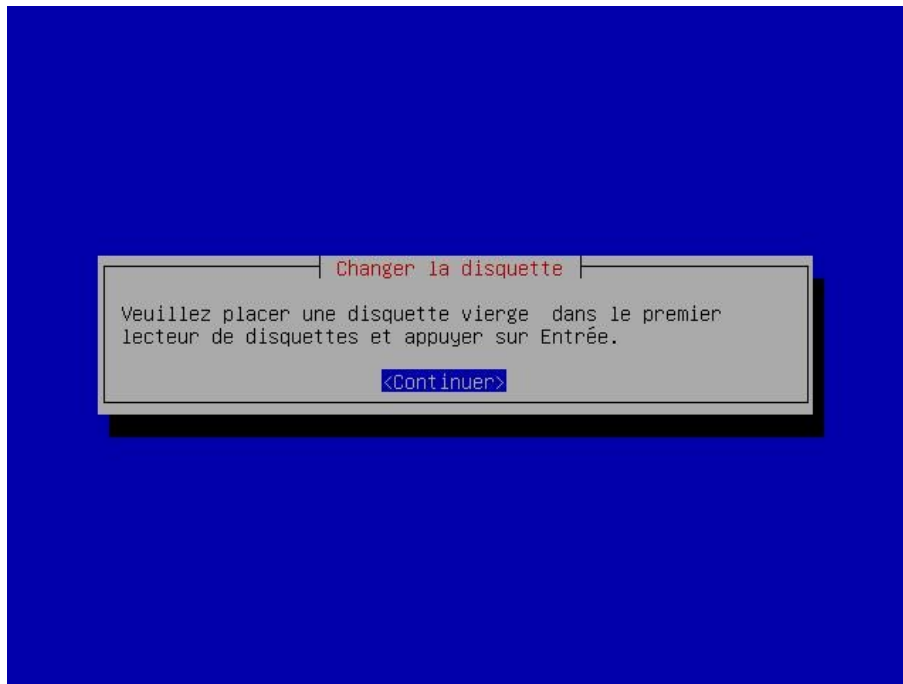 Changer la disquette
Veuillez placer une disquette vierge  dans le premier
lecteur de disquettes et appuyer sur Entrée.
<Continuer>